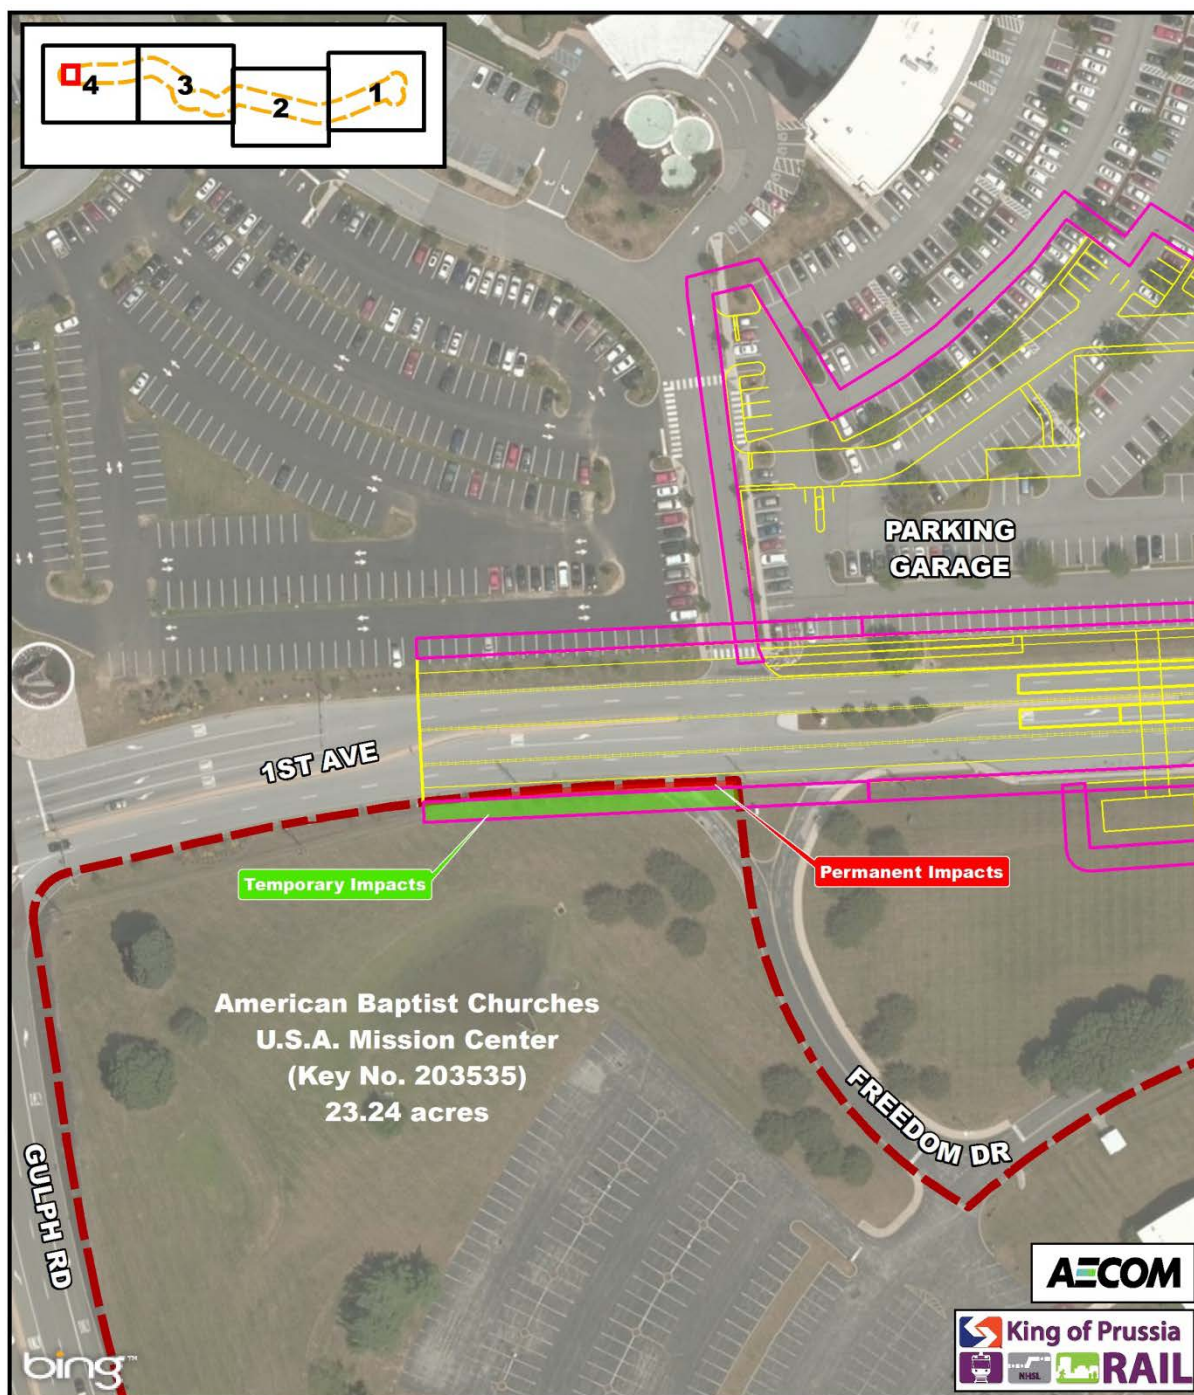 4
3
2
1
PARKING
GARAGE
1ST AVE
Temporary Impacts
Permanent Impacts
American Baptist Churches
U.S.A. Mission Center
(Key No. 203535)
23.24 acres
FREEDOM DR
GULPH RD
AECOM
King of Prussia
NHSL
RAIL
bing™